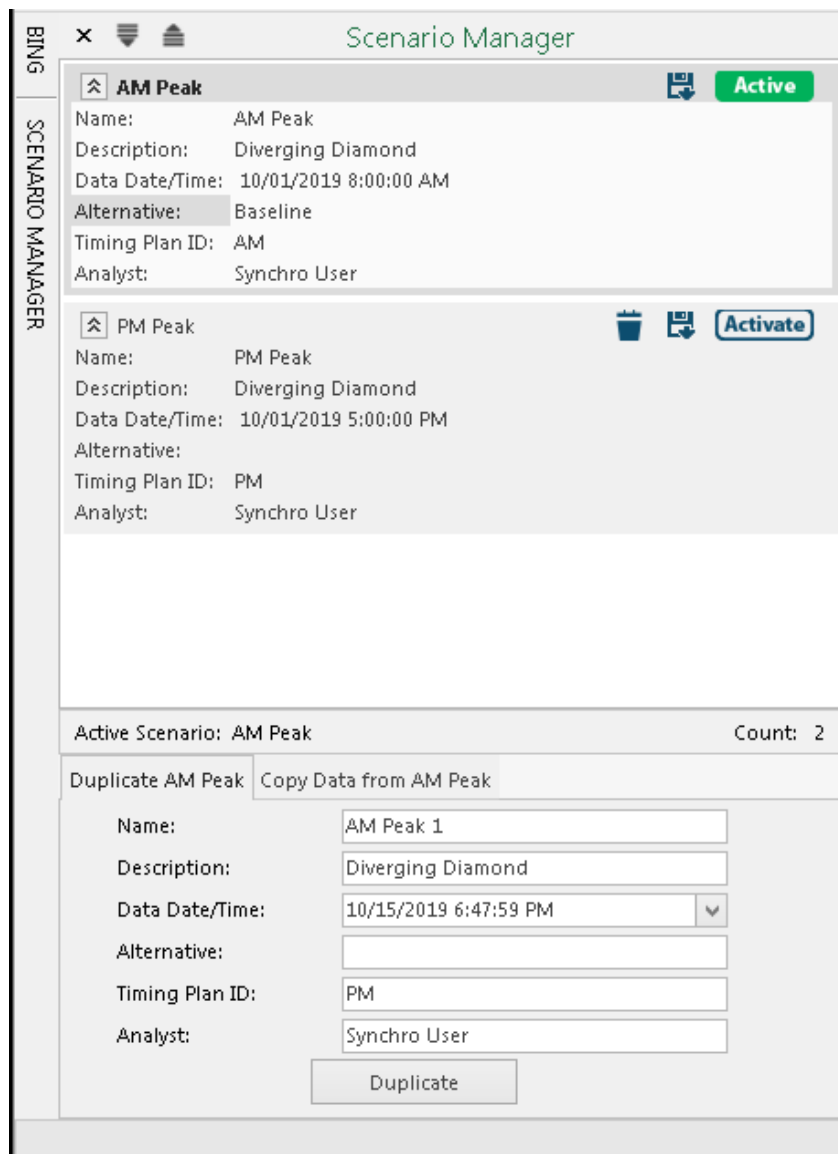 BING
SCENARIO MANAGER
Scenario Manager
AM Peak Active
Name: AM Peak
Description: Diverging Diamond
Data Date/Time: 10/01/2019 8:00:00 AM
Alternative: Baseline
Timing Plan ID: AM
Analyst: Synchro User
PM Peak Activate
Name: PM Peak
Description: Diverging Diamond
Data Date/Time: 10/01/2019 5:00:00 PM
Alternative:
Timing Plan ID: PM
Analyst: Synchro User
Active Scenario: AM Peak Count: 2
Duplicate AM Peak Copy Data from AM Peak
Name: AM Peak 1
Description: Diverging Diamond
Data Date/Time: 10/15/2019 6:47:59 PM
Alternative:
Timing Plan ID: PM
Analyst: Synchro User
Duplicate